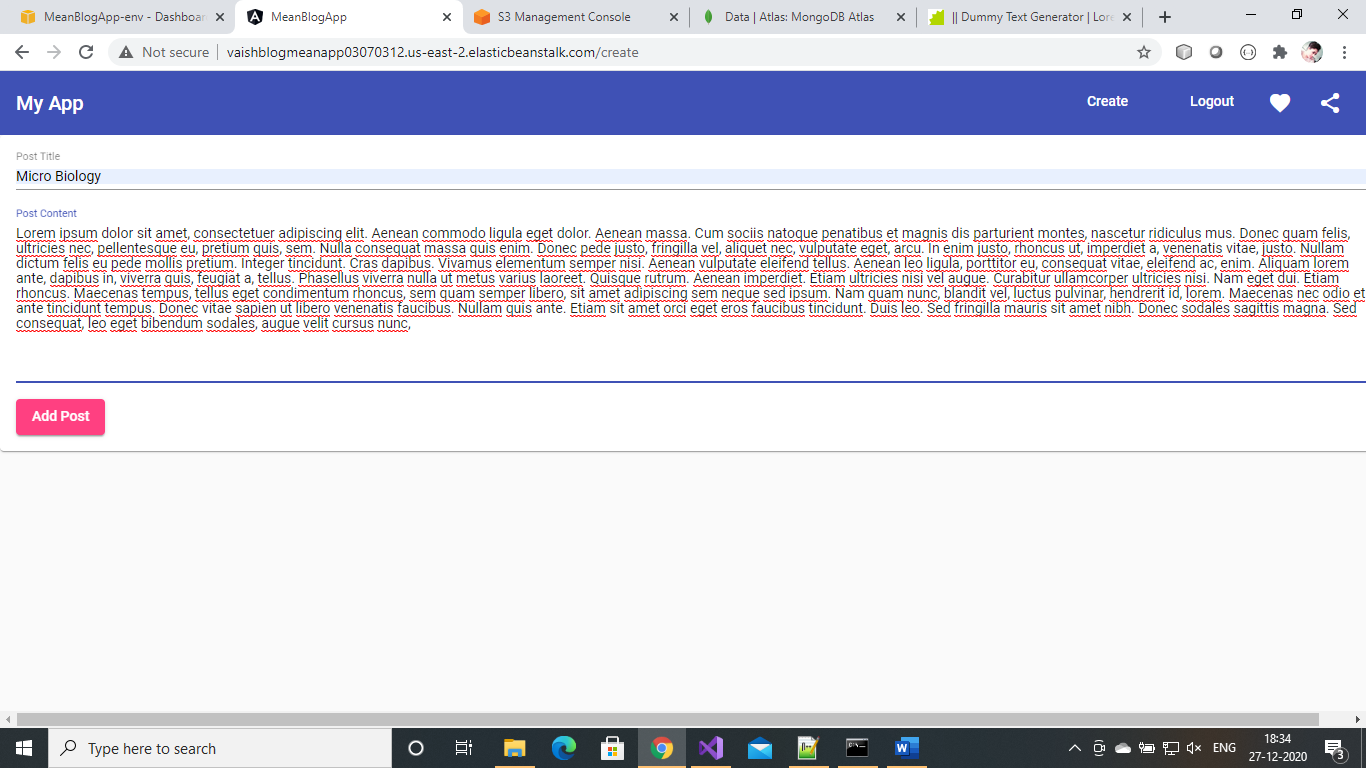 MeanBlogApp-env - Dashboar
MeanBlogApp
S3 Management Console
Data | Atlas: MongoDB Atlas
|| Dummy Text Generator | Lore
Not secure
vaishblogmeanapp03070312.us-east-2.elasticbeanstalk.com/create
My App
Create
Logout
Post Title
Micro Biology
Post Content
Lorem ipsum dolor sit amet, consectetuer adipiscing elit. Aenean commodo ligula eget dolor. Aenean massa. Cum sociis natoque penatibus et magnis dis parturient montes, nascetur ridiculus mus. Donec quam felis,
ultricies nec, pellentesque eu, pretium quis, sem. Nulla consequat massa quis enim. Donec pede justo, fringilla vel, aliquet nec, vulputate eget, arcu. In enim justo, rhoncus ut, imperdiet a, venenatis vitae, justo. Nullam
dictum felis eu pede mollis pretium. Integer tincidunt. Cras dapibus. Vivamus elementum semper nisi. Aenean vulputate eleifend tellus. Aenean leo ligula, porttitor eu, consequat vitae, eleifend ac, enim. Aliquam lorem
ante, dapibus in, viverra quis, feugiat a, tellus. Phasellus viverra nulla ut metus varius laoreet. Quisque rutrum. Aenean imperdiet. Etiam ultricies nisi vel augue. Curabitur ullamcorper ultricies nisi. Nam eget dui. Etiam
rhoncus. Maecenas tempus, tellus eget condimentum rhoncus, sem quam semper libero, sit amet adipiscing sem neque sed ipsum. Nam quam nunc, blandit vel, luctus pulvinar, hendrerit id, lorem. Maecenas nec odio et
ante tincidunt tempus. Donec vitae sapien ut libero venenatis faucibus. Nullam quis ante. Etiam sit amet orci eget eros faucibus tincidunt. Duis leo. Sed fringilla mauris sit amet nibh. Donec sodales sagittis magna. Sed
consequat, leo eget bibendum sodales, augue velit cursus nunc,
Add Post
Type here to search
ENG
18:34
27-12-2020
3